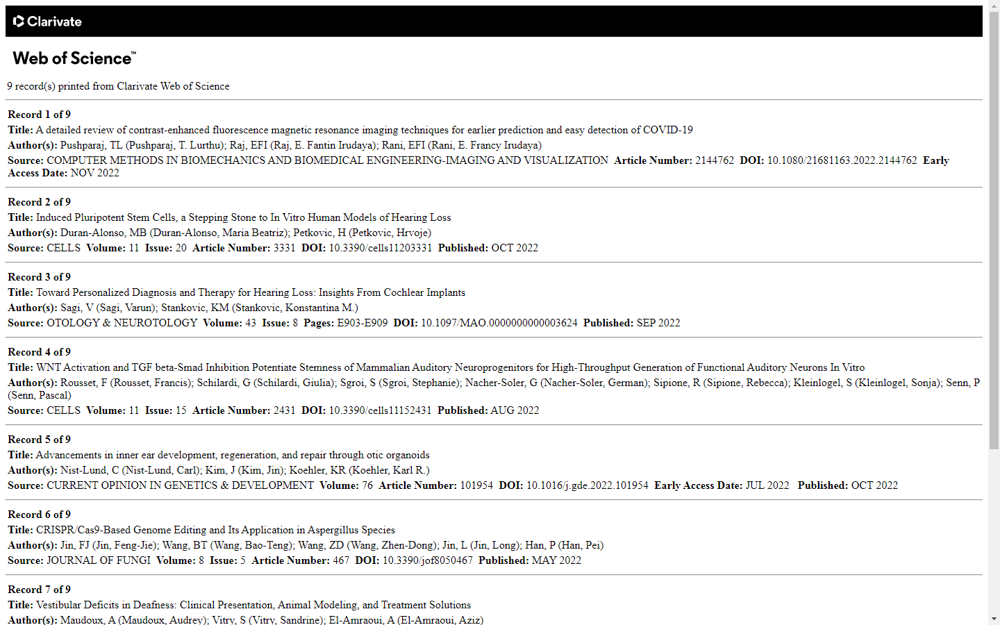 Clarivate
Web of Science™
9 record(s) printed from Clarivate Web of Science
Record 1 of 9
Title: A detailed review of contrast-enhanced fluorescence magnetic resonance imaging techniques for earlier prediction and easy detection of COVID-19
Author(s): Pushparaj, TL (Pushparaj, T. Lurthu); Raj, EFI (Raj, E. Fantin Irudaya); Rani, EFI (Rani, E. Francy Irudaya)
Source: COMPUTER METHODS IN BIOMECHANICS AND BIOMEDICAL ENGINEERING-IMAGING AND VISUALIZATION Article Number: 2144762 DOI: 10.1080/21681163.2022.2144762 Early
Access Date: NOV 2022
Record 2 of 9
Title: Induced Pluripotent Stem Cells, a Stepping Stone to In Vitro Human Models of Hearing Loss
Author(s): Duran-Alonso, MB (Duran-Alonso, Maria Beatriz); Petkovic, H (Petkovic, Hrvoje)
Source: CELLS Volume: 11 Issue: 20 Article Number: 3331 DOI: 10.3390/cells11203331 Published: OCT 2022
Record 3 of 9
Title: Toward Personalized Diagnosis and Therapy for Hearing Loss: Insights From Cochlear Implants
Author(s): Sagi, V (Sagi, Varun); Stankovic, KM (Stankovic, Konstantina M.)
Source: OTOLOGY & NEUROTOLOGY Volume: 43 Issue: 8 Pages: E903-E909 DOI: 10.1097/MAO.0000000000003624 Published: SEP 2022
Record 4 of 9
Title: WNT Activation and TGF beta-Smad Inhibition Potentiate Stemness of Mammalian Auditory Neuroprogenitors for High-Throughput Generation of Functional Auditory Neurons In Vitro
Author(s): Rousset, F (Rousset, Francis); Schilardi, G (Schilardi, Giulia); Sgroi, S (Sgroi, Stephanie); Nacher-Soler, G (Nacher-Soler, German); Sipione, R (Sipione, Rebecca); Kleinlogel, S (Kleinlogel, Sonja); Senn, P
(Senn, Pascal)
Source: CELLS Volume: 11 Issue: 15 Article Number: 2431 DOI: 10.3390/cells11152431 Published: AUG 2022
Record 5 of 9
Title: Advancements in inner ear development, regeneration, and repair through otic organoids
Author(s): Nist-Lund, C (Nist-Lund, Carl); Kim, J (Kim, Jin); Koehler, KR (Koehler, Karl R.)
Source: CURRENT OPINION IN GENETICS & DEVELOPMENT Volume: 76 Article Number: 101954 DOI: 10.1016/j.gde.2022.101954 Early Access Date: JUL 2022 Published: OCT 2022
Record 6 of 9
Title: CRISPR/Cas9-Based Genome Editing and Its Application in Aspergillus Species
Author(s): Jin, FJ (Jin, Feng-Jie); Wang, BT (Wang, Bao-Teng); Wang, ZD (Wang, Zhen-Dong); Jin, L (Jin, Long); Han, P (Han, Pei)
Source: JOURNAL OF FUNGI Volume: 8 Issue: 5 Article Number: 467 DOI: 10.3390/jof8050467 Published: MAY 2022
Record 7 of 9
Title: Vestibular Deficits in Deafness: Clinical Presentation, Animal Modeling, and Treatment Solutions
Author(s): Maudoux, A (Maudoux, Audrey); Vitry, S (Vitry, Sandrine); El-Amraoui, A (El-Amraoui, Aziz)